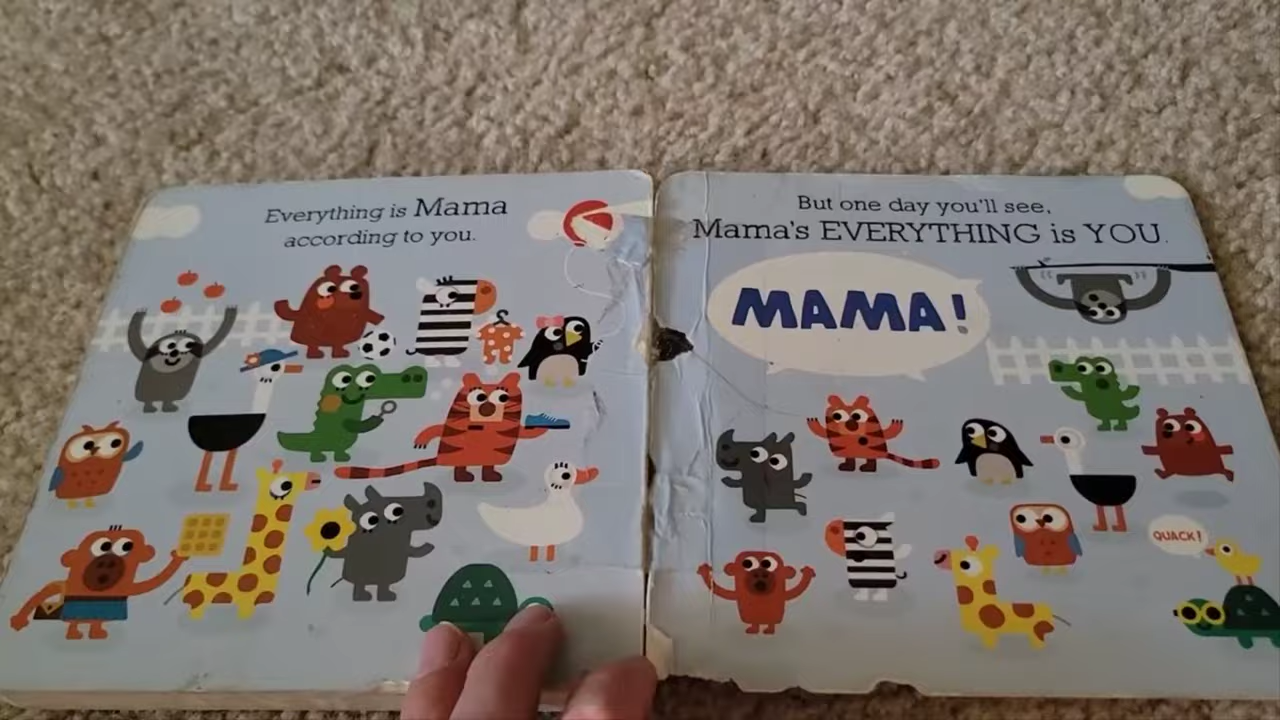 Everything is Mama
according to you.
But one day you'll see,
Mama's EVERYTHING is YOU.
MAMA!
QUACK!